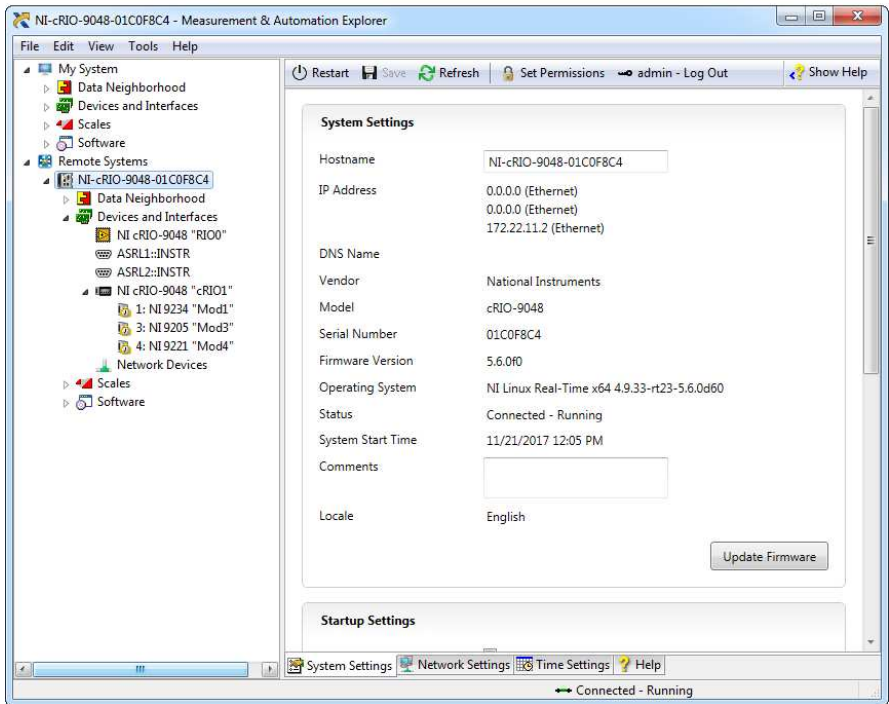 NI-cRIO-9048-01C0F8C4 - Measurement & Automation Explorer
File Edit View Tools Help
My System
Data Neighborhood
Devices and Interfaces
Scales
Software
Remote Systems
NI-cRIO-9048-01C0F8C4
Data Neighborhood
Devices and Interfaces
NI cRIO-9048 "RIO0"
ASRL1::INSTR
ASRL2::INSTR
NI cRIO-9048 "cRIO1"
1: NI 9234 "Mod1"
3: NI 9205 "Mod3"
4: NI 9221 "Mod4"
Network Devices
Scales
Software
Restart Save Refresh Set Permissions admin - Log Out Show Help
System Settings
Hostname NI-cRIO-9048-01C0F8C4
IP Address 0.0.0.0 (Ethernet)
0.0.0.0 (Ethernet)
172.22.11.2 (Ethernet)
DNS Name
Vendor National Instruments
Model cRIO-9048
Serial Number 01C0F8C4
Firmware Version 5.6.0f0
Operating System NI Linux Real-Time x64 4.9.33-rt23-5.6.0d60
Status Connected - Running
System Start Time 11/21/2017 12:05 PM
Comments
Locale English
Update Firmware
Startup Settings
System Settings Network Settings Time Settings Help
Connected - Running